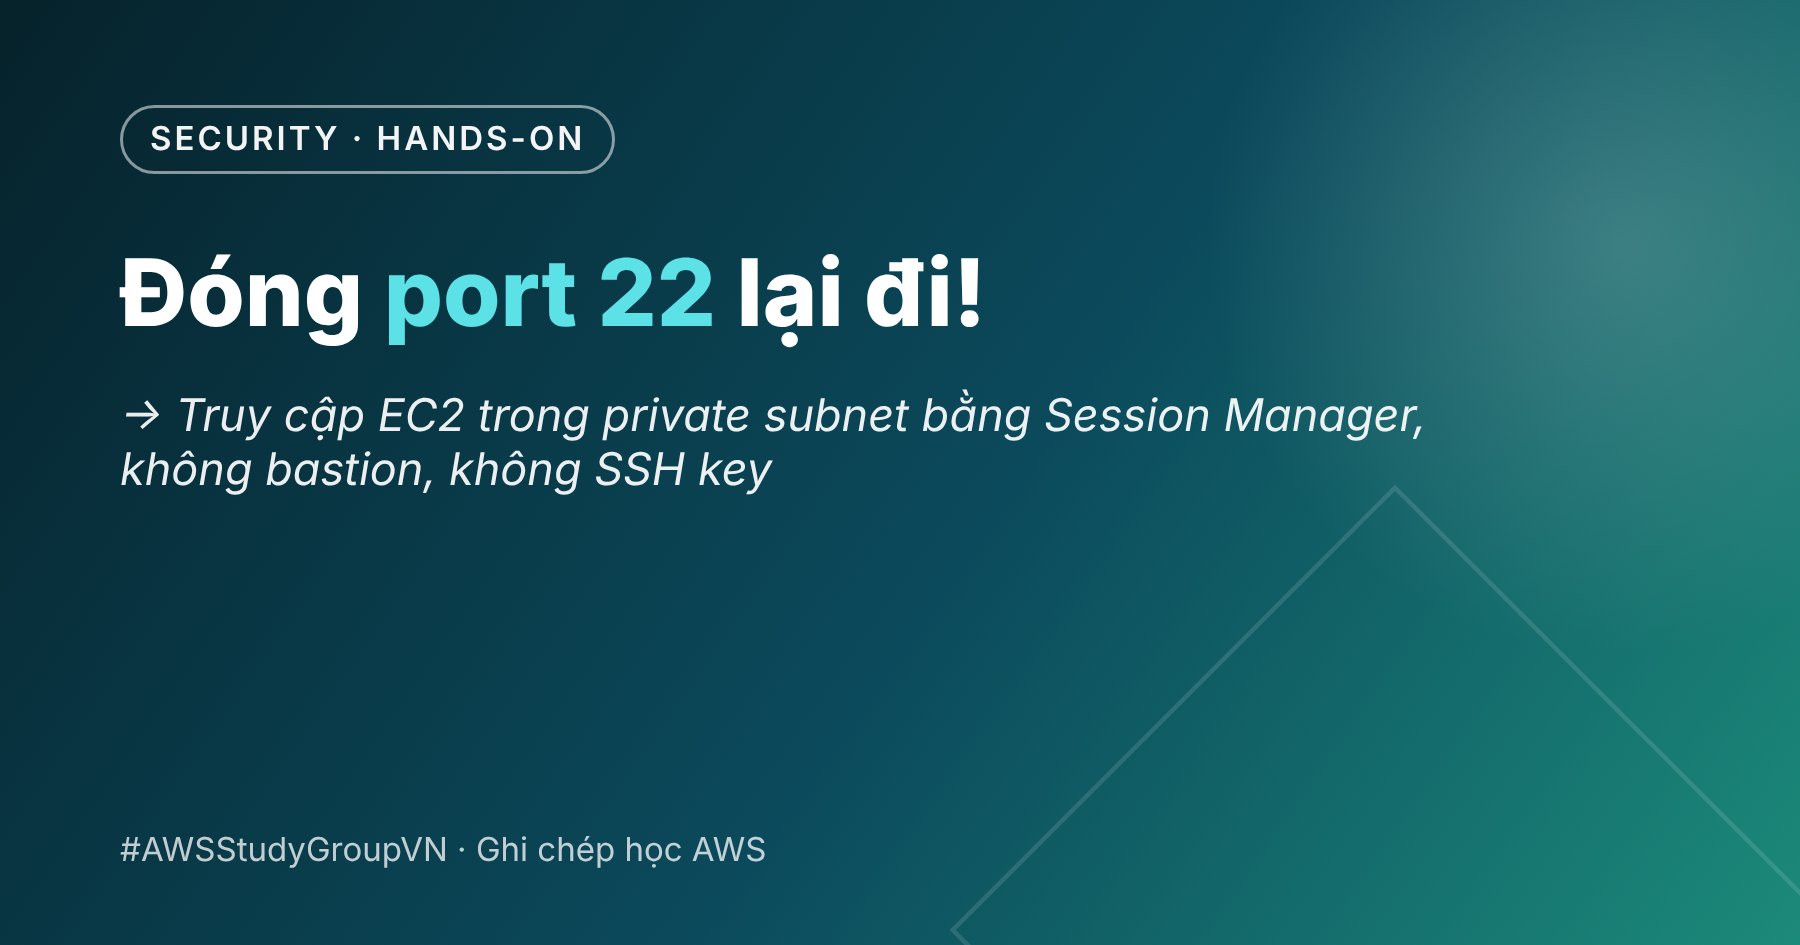 SECURITY · HANDS-ON
Đóng port 22 lại đi!
→ Truy cập EC2 trong private subnet bằng Session Manager,
không bastion, không SSH key
#AWSStudyGroupVN · Ghi chép học AWS